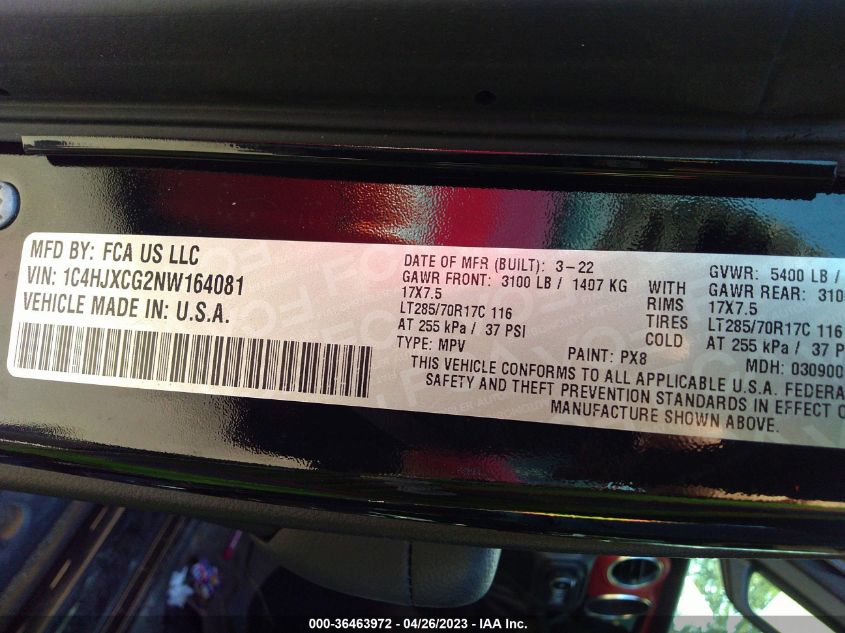 MFD BY: FCA US LLC
VIN: 1C4HJXCG2NW164081
VEHICLE MADE IN: U.S.A.
DATE OF MFR (BUILT): 3-22
GAWR FRONT: 3100 LB / 1407 KG WITH
17X7.5 RIMS
LT285/70R17C 116 TIRES
AT 255 kPa / 37 PSI COLD
TYPE: MPV
PAINT: PX8
GVWR: 5400 LB /
GAWR REAR: 310
17X7.5
LT285/70R17C 116
AT 255 kPa / 37 P
MDH: 030900
THIS VEHICLE CONFORMS TO ALL APPLICABLE U.S.A. FEDERA
SAFETY AND THEFT PREVENTION STANDARDS IN EFFECT O
MANUFACTURE SHOWN ABOVE.
000-36463972 - 04/26/2023 - IAA Inc.